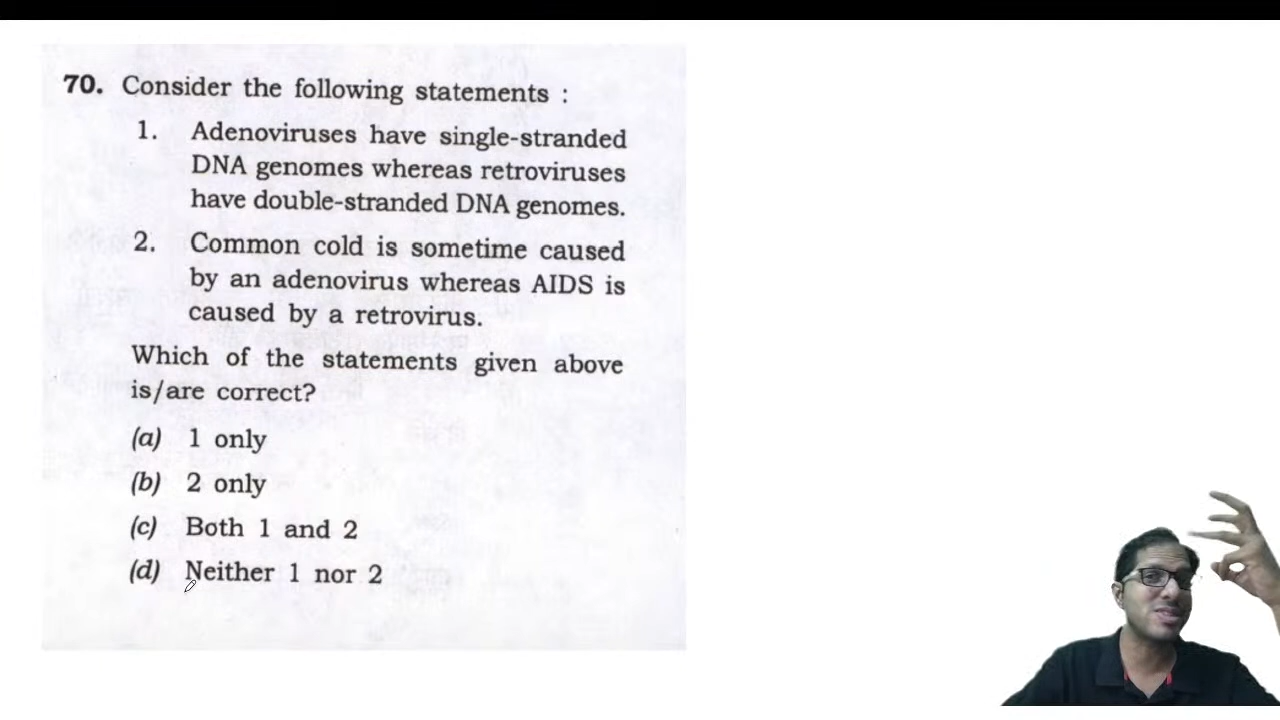 70. Consider the following statements :
1. Adenoviruses have single-stranded
DNA genomes whereas retroviruses
have double-stranded DNA genomes.
2. Common cold is sometime caused
by an adenovirus whereas AIDS is
caused by a retrovirus.
Which of the statements given above
is/are correct?
(a) 1 only
(b) 2 only
(c) Both 1 and 2
(d) Neither 1 nor 2